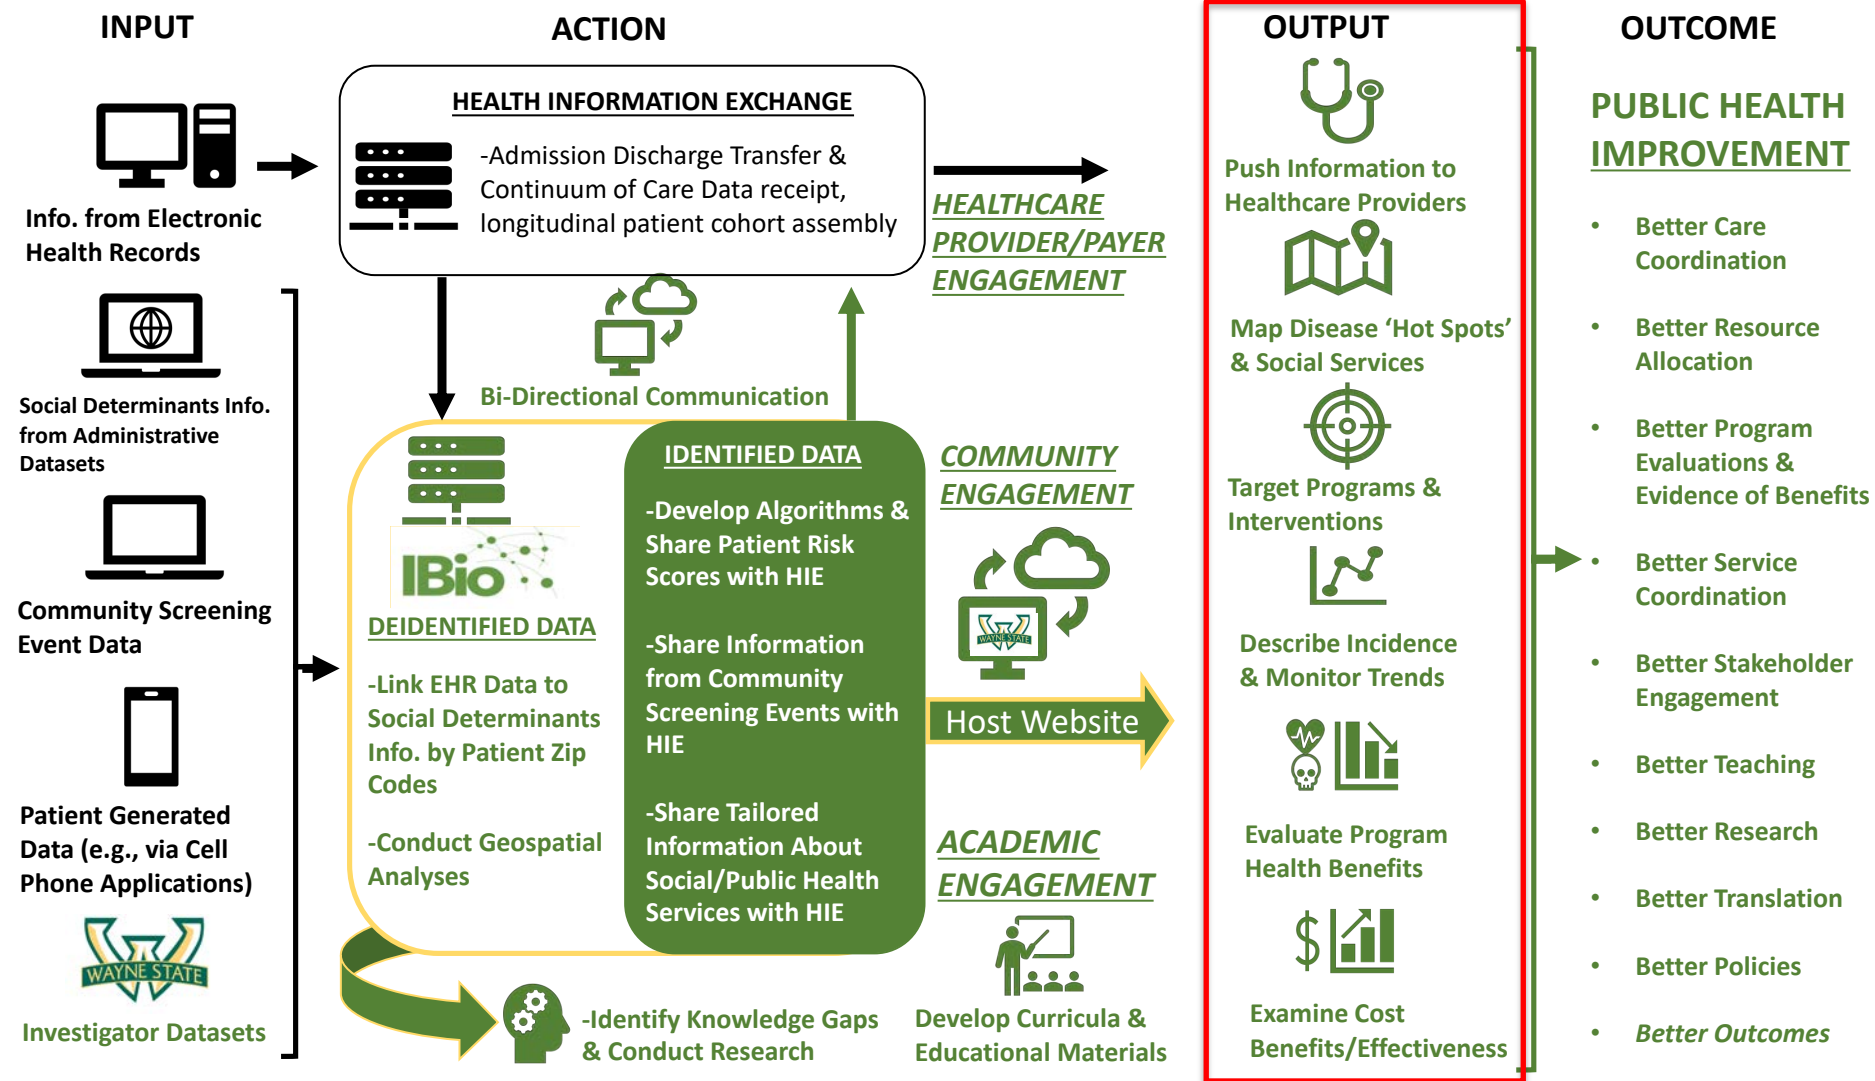 INPUT
Info. from Electronic
Health Records
Social Determinants Info.
from Administrative
Datasets
Community Screening
Event Data
Patient Generated
Data (e.g., via Cell
Phone Applications)
WAYNE STATE
Investigator Datasets
ACTION
HEALTH INFORMATION EXCHANGE
-Admission Discharge Transfer &
Continuum of Care Data receipt,
longitudinal patient cohort assembly
Bi-Directional Communication
IBio
DEIDENTIFIED DATA
-Link EHR Data to
Social Determinants
Info. by Patient Zip
Codes
-Conduct Geospatial
Analyses
IDENTIFIED DATA
-Develop Algorithms &
Share Patient Risk
Scores with HIE
-Share Information
from Community
Screening Events with
HIE
-Share Tailored
Information About
Social/Public Health
Services with HIE
-Identify Knowledge Gaps
& Conduct Research
HEALTHCARE
PROVIDER/PAYER
ENGAGEMENT
COMMUNITY
ENGAGEMENT
WAYNE STATE
Host Website
ACADEMIC
ENGAGEMENT
Develop Curricula &
Educational Materials
OUTPUT
Push Information to
Healthcare Providers
Map Disease ‘Hot Spots’
& Social Services
Target Programs &
Interventions
Describe Incidence
& Monitor Trends
Evaluate Program
Health Benefits
$
Examine Cost
Benefits/Effectiveness
OUTCOME
PUBLIC HEALTH
IMPROVEMENT
• Better Care
Coordination
• Better Resource
Allocation
• Better Program
Evaluations &
Evidence of Benefits
• Better Service
Coordination
• Better Stakeholder
Engagement
• Better Teaching
• Better Research
• Better Translation
• Better Policies
• Better Outcomes